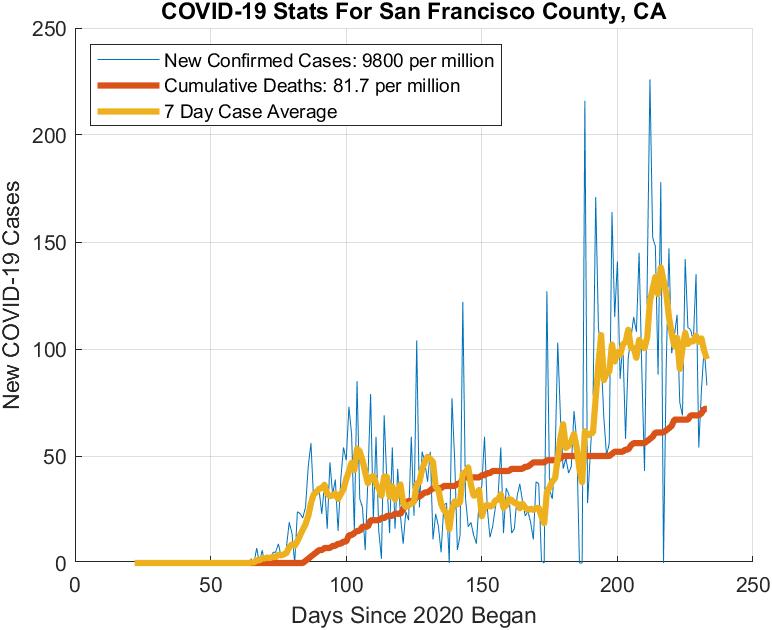 COVID-19 Stats For San Francisco County, CA
250
New Confirmed Cases: 9800 per million
Cumulative Deaths: 81.7 per million
7 Day Case Average
200
150
100
50
0
New COVID-19 Cases
0 50 100 150 200 250
Days Since 2020 Began